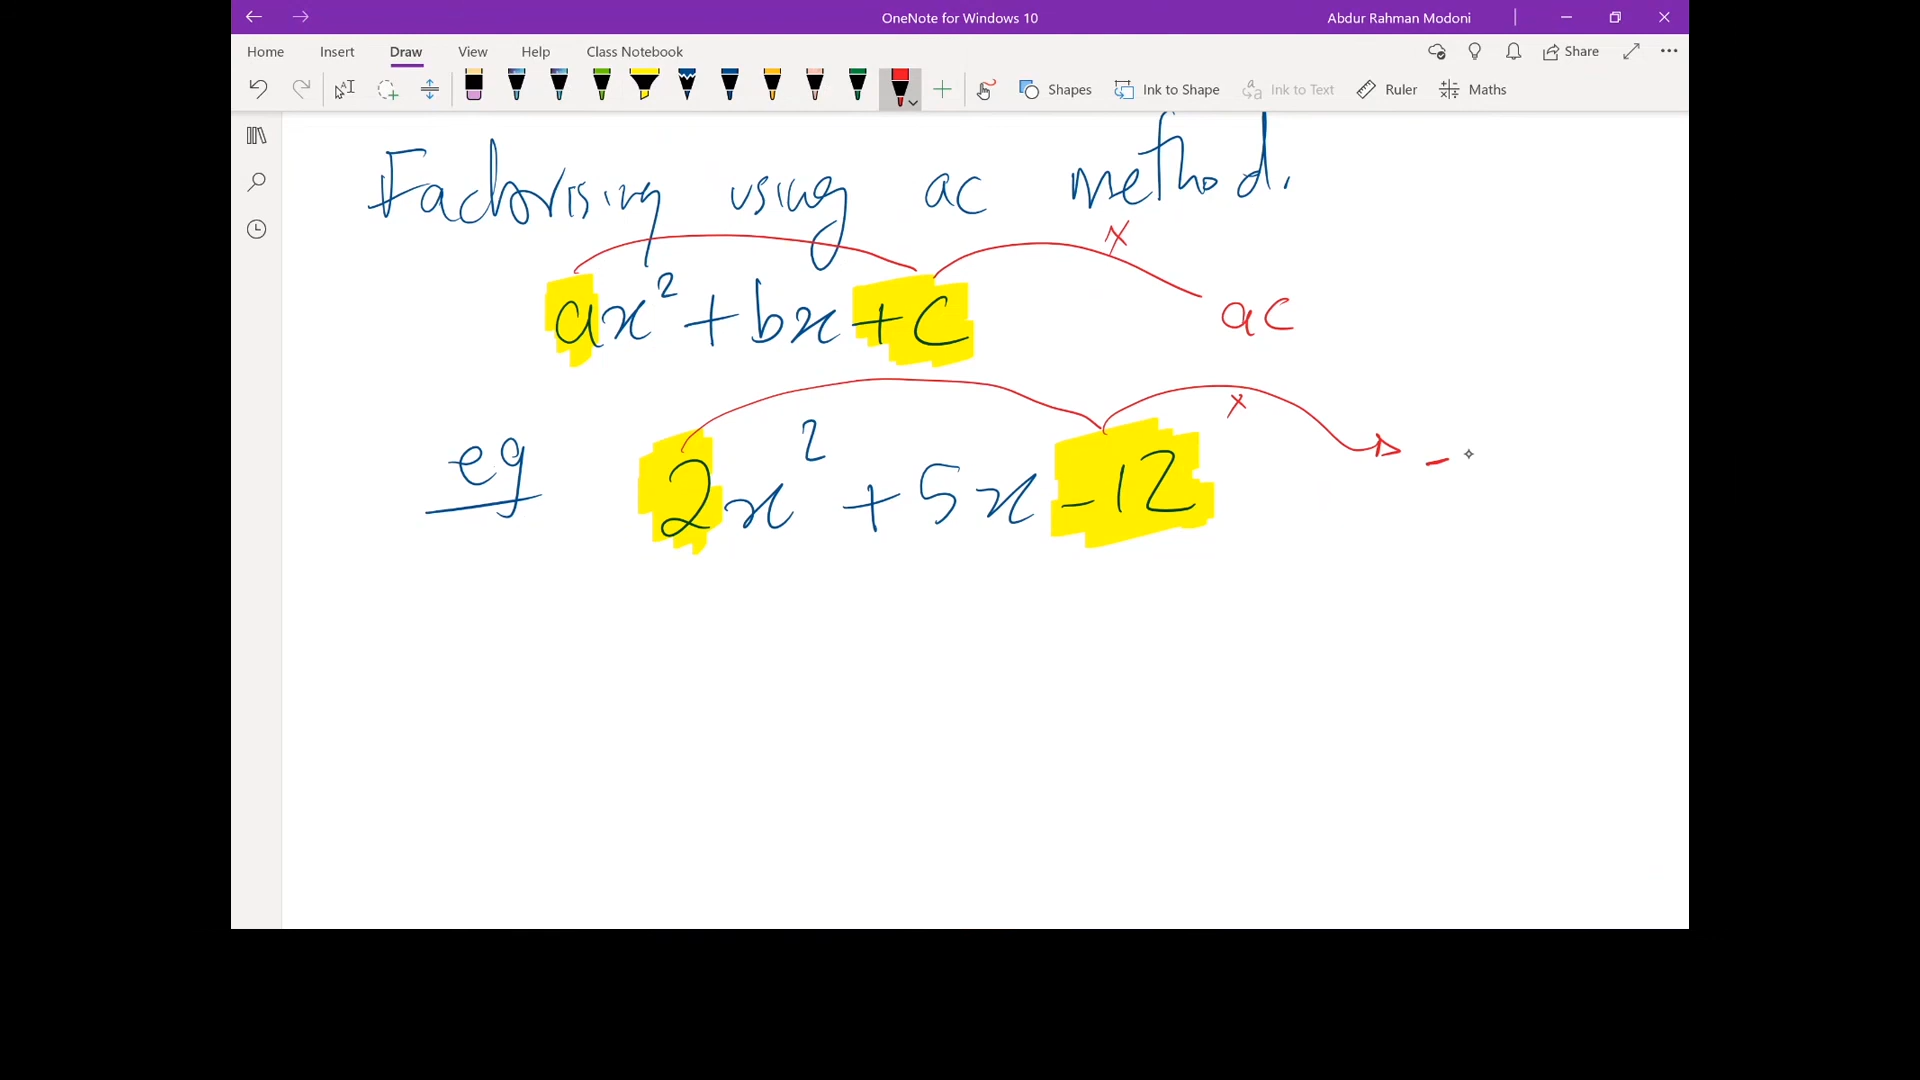 OneNote for Windows 10 Abdur Rahman Modoni
Home Insert Draw View Help Class Notebook Share
Shapes Ink to Shape Ink to Text Ruler Maths
Factorising using ac method.
×
ax² + bx + c ac
×
eg 2x² + 5x - 12 -